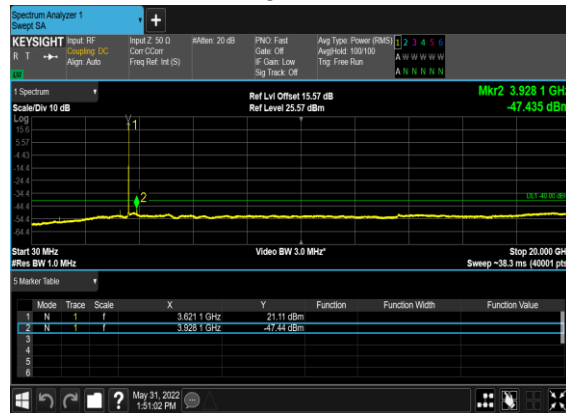 Spectrum Analyzer 1
Swept SA
+
KEYSIGHT Input: RF Input Z: 50 Ω #Atten: 20 dB PNO: Fast Avg Type: Power (RMS) 1 2 3 4 5 6
R T Coupling: DC Corr CCorr Gate: Off Avg|Hold: 100/100 A W W W W W
Align: Auto Freq Ref: Int (S) IF Gain: Low Trig: Free Run A N N N N N
LW Sig Track: Off
1 Spectrum Ref Lvl Offset 15.57 dB Mkr2 3.928 1 GHz
Scale/Div 10 dB Ref Level 25.57 dBm -47.435 dBm
Log
15.6
5.57
-4.43
-14.4
-24.4
-34.4
-44.4
-54.4
-64.4
1
2
DL1 -40.00 dBm
Start 30 MHz Video BW 3.0 MHz* Stop 20.000 GHz
#Res BW 1.0 MHz Sweep ~38.3 ms (40001 pts
5 Marker Table
Mode Trace Scale X Y Function Function Width Function Value
1 N 1 f 3.621 1 GHz 21.11 dBm
2 N 1 f 3.928 1 GHz -47.44 dBm
3
4
5
6
? May 31, 2022
1:51:02 PM